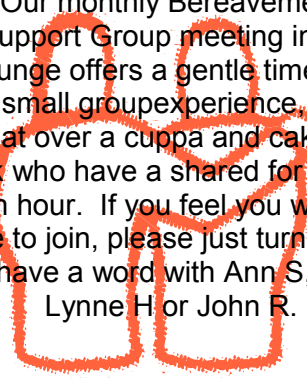 Our monthly Bereaveme
upport Group meeting in
unge offers a gentle time
small groupexperience,
at over a cuppa and cak
who have a shared for
n hour.  If you feel you w
e to join, please just turn
have a word with Ann S,
Lynne H or John R.